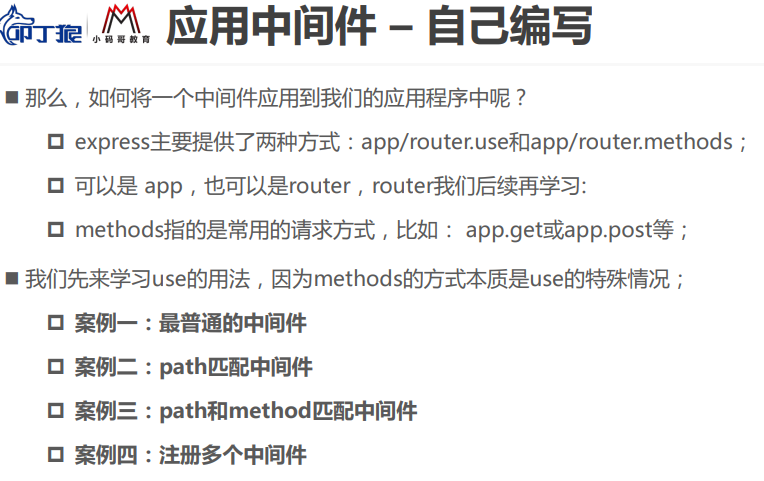 叩丁狼
小码哥教育
应用中间件 – 自己编写
那么，如何将一个中间件应用到我们的应用程序中呢？
express主要提供了两种方式：app/router.use和app/router.methods；
可以是 app，也可以是router，router我们后续再学习:
methods指的是常用的请求方式，比如： app.get或app.post等；
我们先来学习use的用法，因为methods的方式本质是use的特殊情况；
案例一：最普通的中间件
案例二：path匹配中间件
案例三：path和method匹配中间件
案例四：注册多个中间件